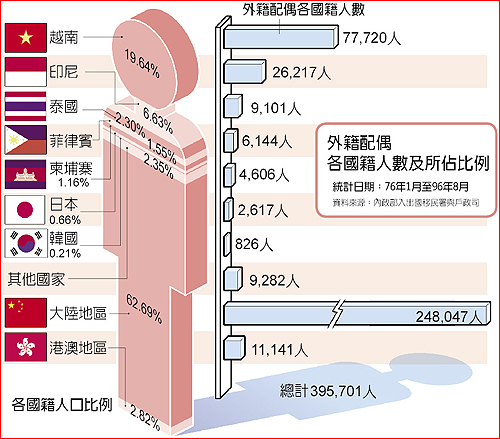 外籍配偶各國籍人數
越南
19.64%
77,720人
印尼
6.63%
26,217人
泰國
2.30%
9,101人
菲律賓
1.55%
6,144人
柬埔寨
1.16%
4,606人
日本
0.66%
2,617人
韓國
0.21%
826人
其他國家
2.35%
9,282人
大陸地區
62.69%
248,047人
港澳地區
2.82%
11,141人
各國籍人口比例
總計395,701人
外籍配偶
各國籍人數及所佔比例
統計日期：76年1月至96年8月
資料來源：內政部入出國移民署與戶政司